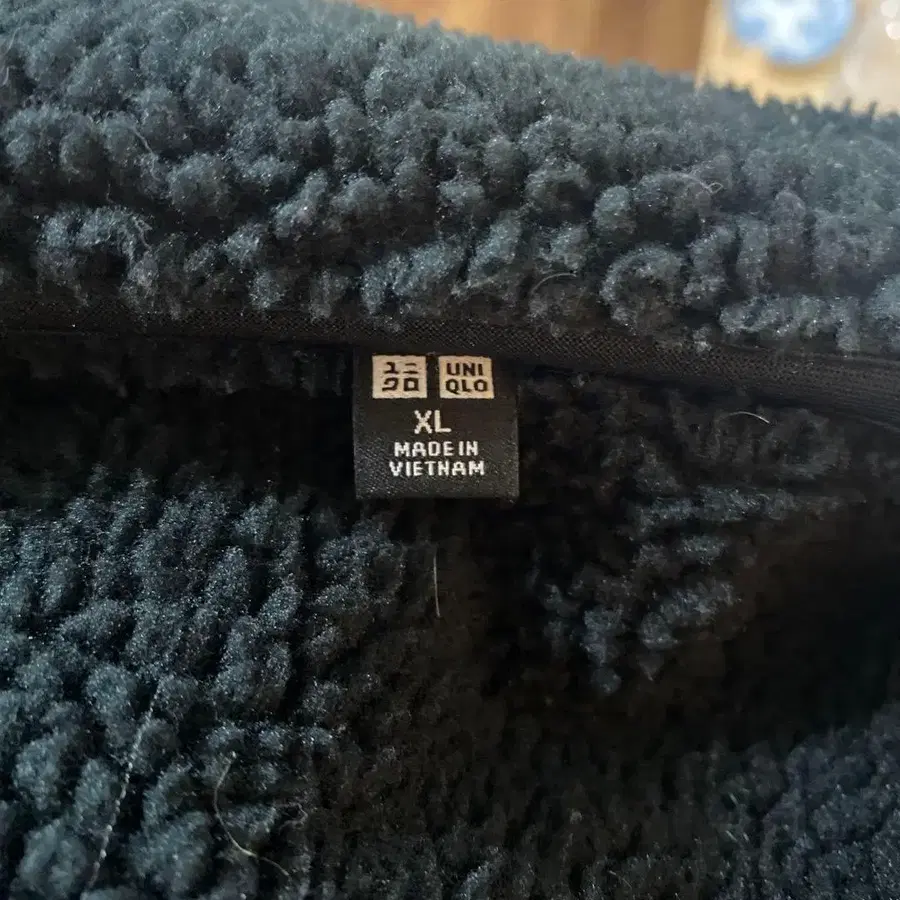 ユニ UNI
クロ QLO
XL
MADE IN
VIETNAM